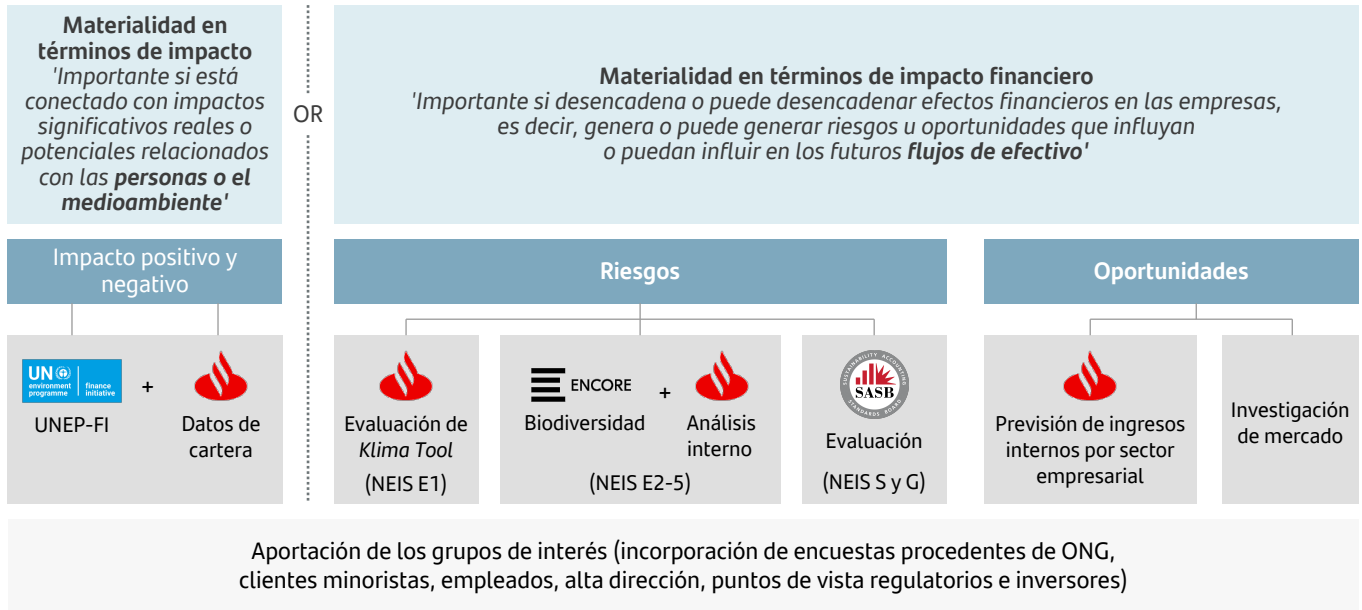 Materialidad en
términos de impacto
'Importante si está
conectado con impactos
significativos reales o
potenciales relacionados
con las personas o el
medioambiente'
OR
Materialidad en términos de impacto financiero
'Importante si desencadena o puede desencadenar efectos financieros en las empresas,
es decir, genera o puede generar riesgos u oportunidades que influyan
o puedan influir en los futuros flujos de efectivo'
Impacto positivo y
negativo
Riesgos
Oportunidades
UN
environment
programme
finance
initiative
+
UNEP-FI
Datos de
cartera
Evaluación de
Klima Tool
(NEIS E1)
ENCORE
Biodiversidad
+
Análisis
interno
(NEIS E2-5)
SUSTAINABILITY ACCOUNTING
SASB
STANDARDS BOARD
Evaluación
(NEIS S y G)
Previsión de ingresos
internos por sector
empresarial
Investigación
de mercado
Aportación de los grupos de interés (incorporación de encuestas procedentes de ONG,
clientes minoristas, empleados, alta dirección, puntos de vista regulatorios e inversores)